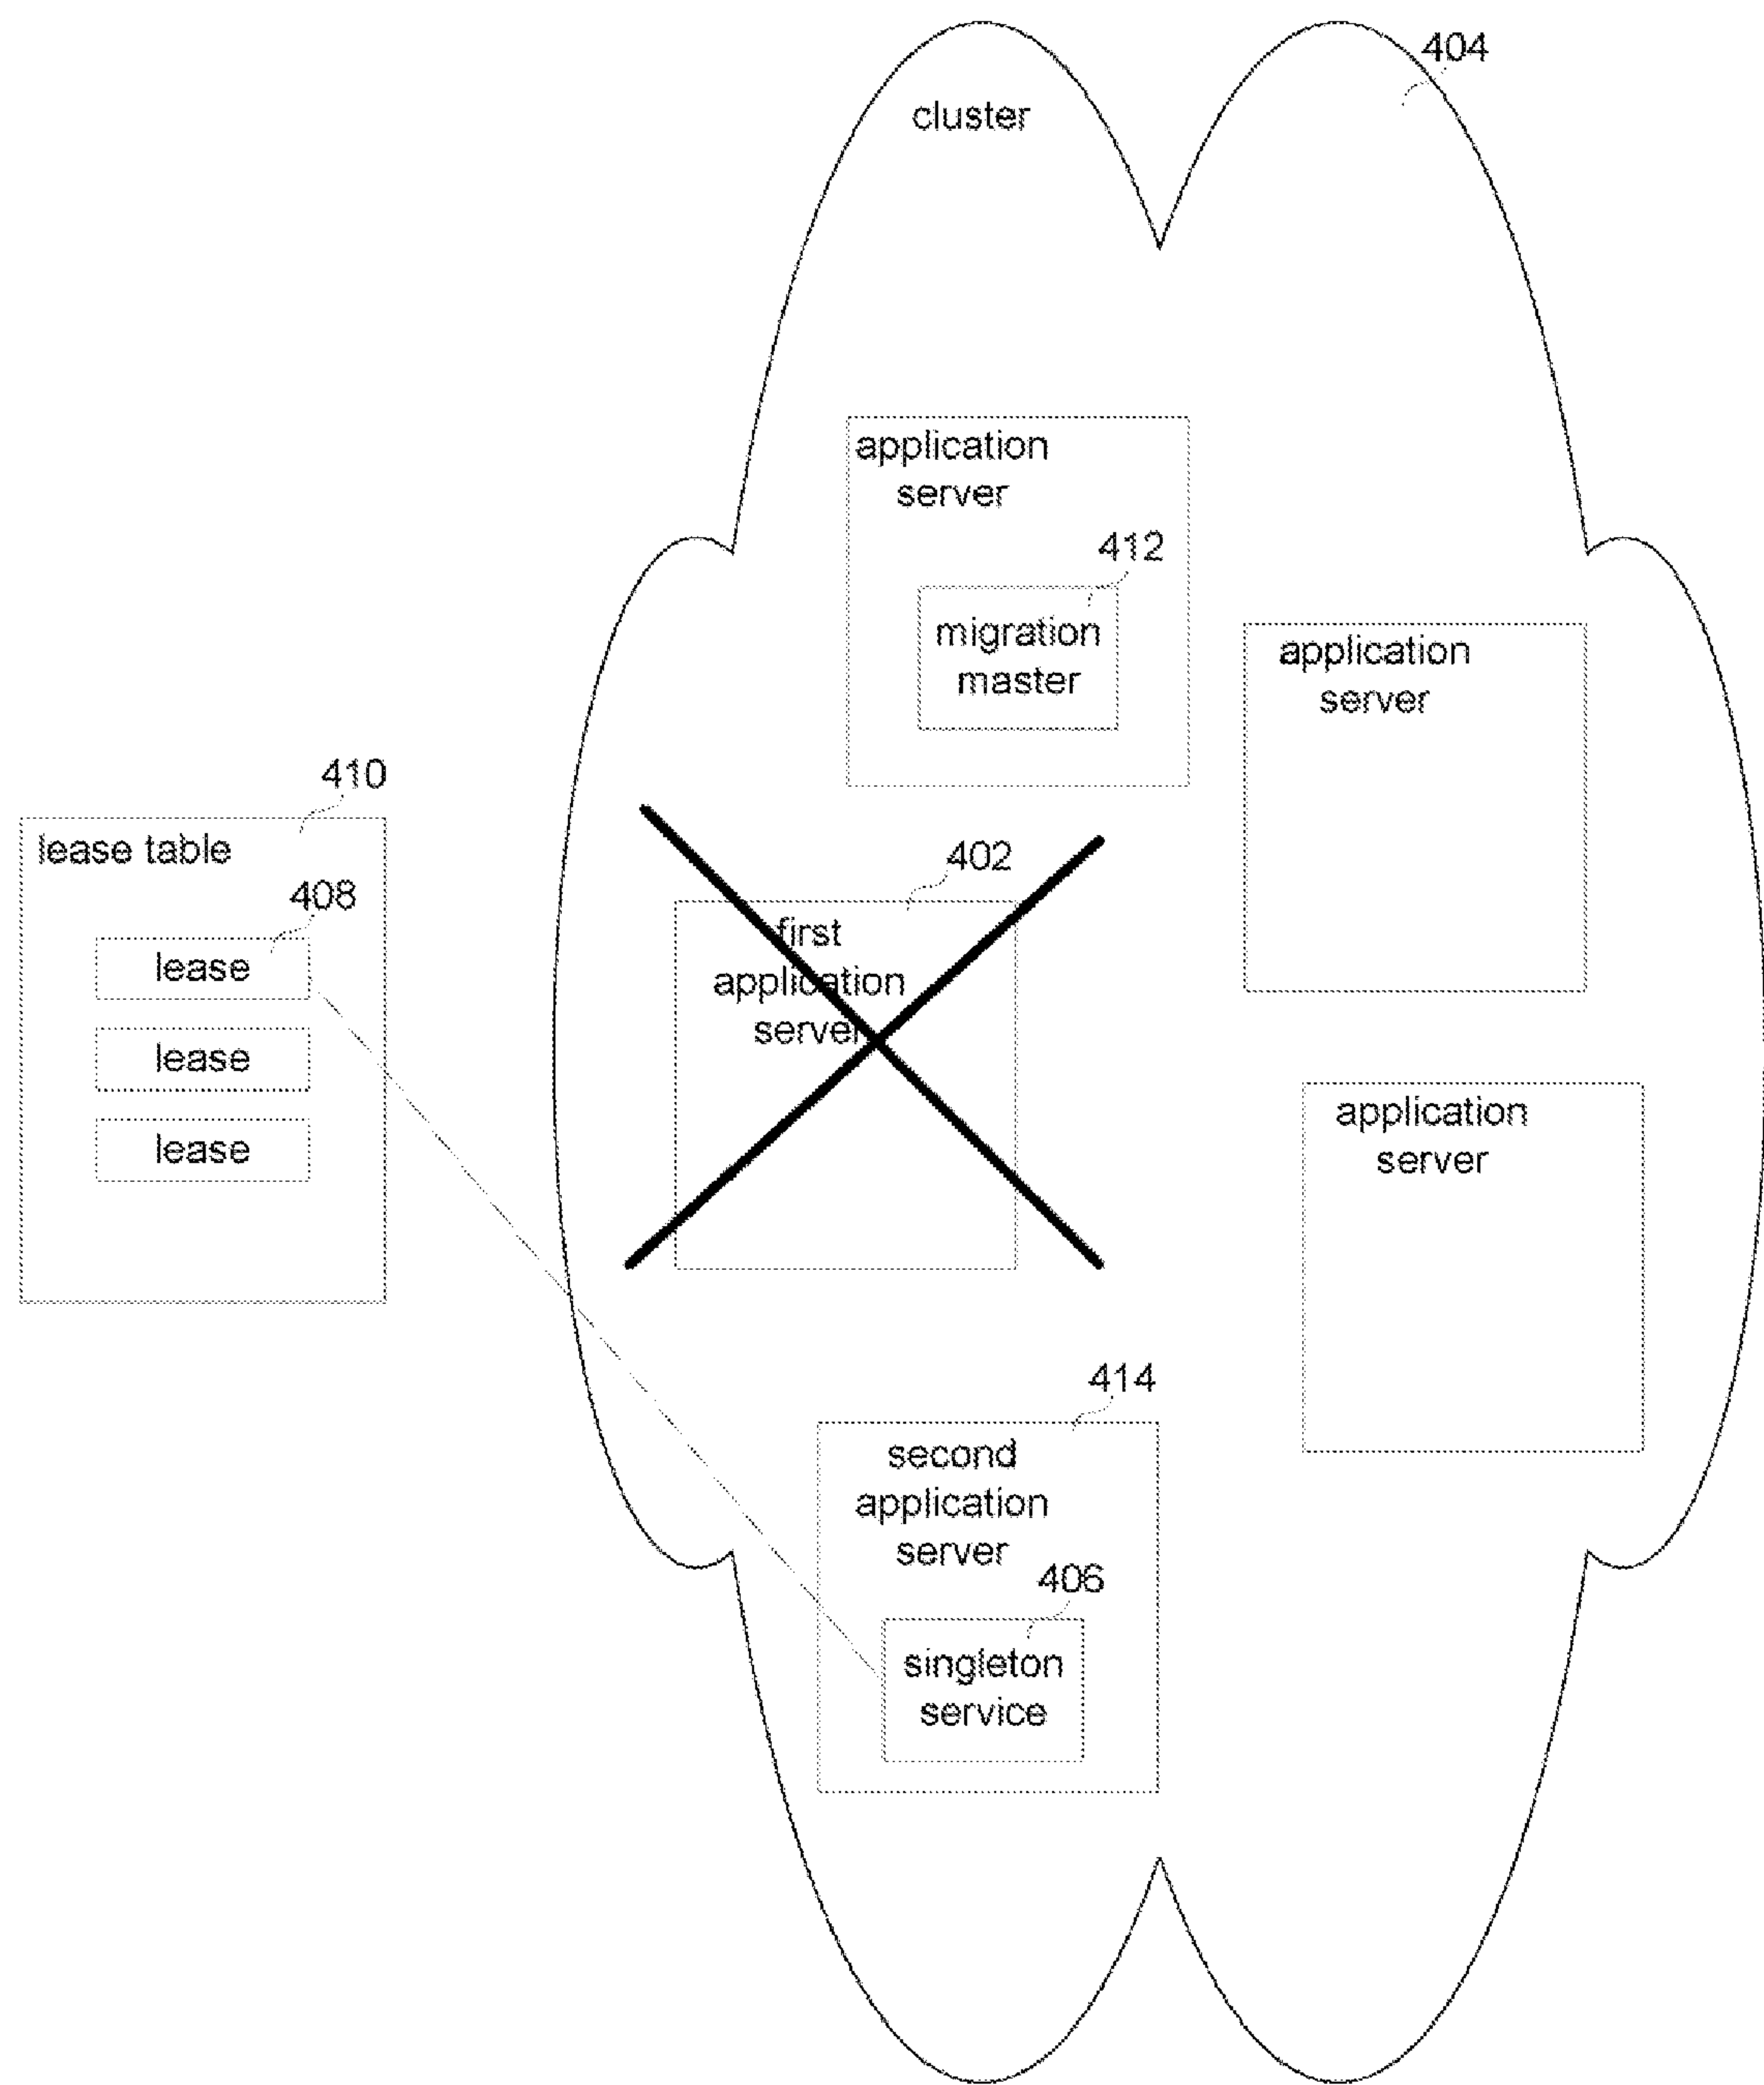 404
cluster
application
server
412
migration
master
application
server
410
lease table
408
lease
lease
lease
402
first
application
server
application
server
414
second
application
server
406
singleton
service